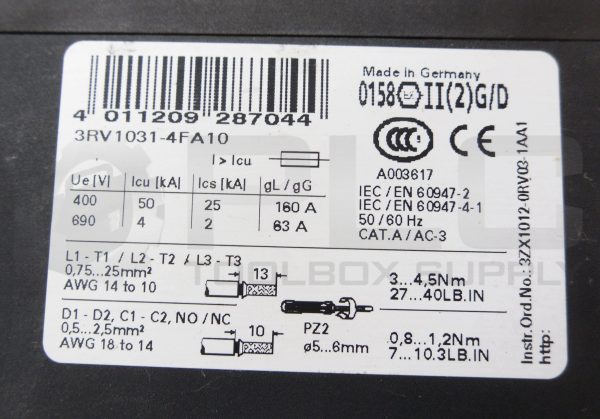 Made in Germany
0158 II(2)G/D
4 011209 287044
3RV1031-4FA10
CCC CE
A003617
I > Icu
Ue [V] Icu [kA] Ics [kA] gL / gG
400 50 25 160 A
690 4 2 63 A
IEC / EN 60947-2
IEC / EN 60947-4-1
50 / 60 Hz
CAT.A / AC-3
L1 - T1 / L2 - T2 / L3 - T3
0,75...25mm²
AWG 14 to 10
13
3...4,5Nm
27...40LB.IN
D1 - D2, C1 - C2, NO / NC
0,5...2,5mm²
AWG 18 to 14
10
PZ2
ø5...6mm
0,8...1,2Nm
7...10.3LB.IN
Instr.Ord.No.: 3ZX1012-0RV03-1AA1
http:
PLC
TOOLBOX SUPPLY